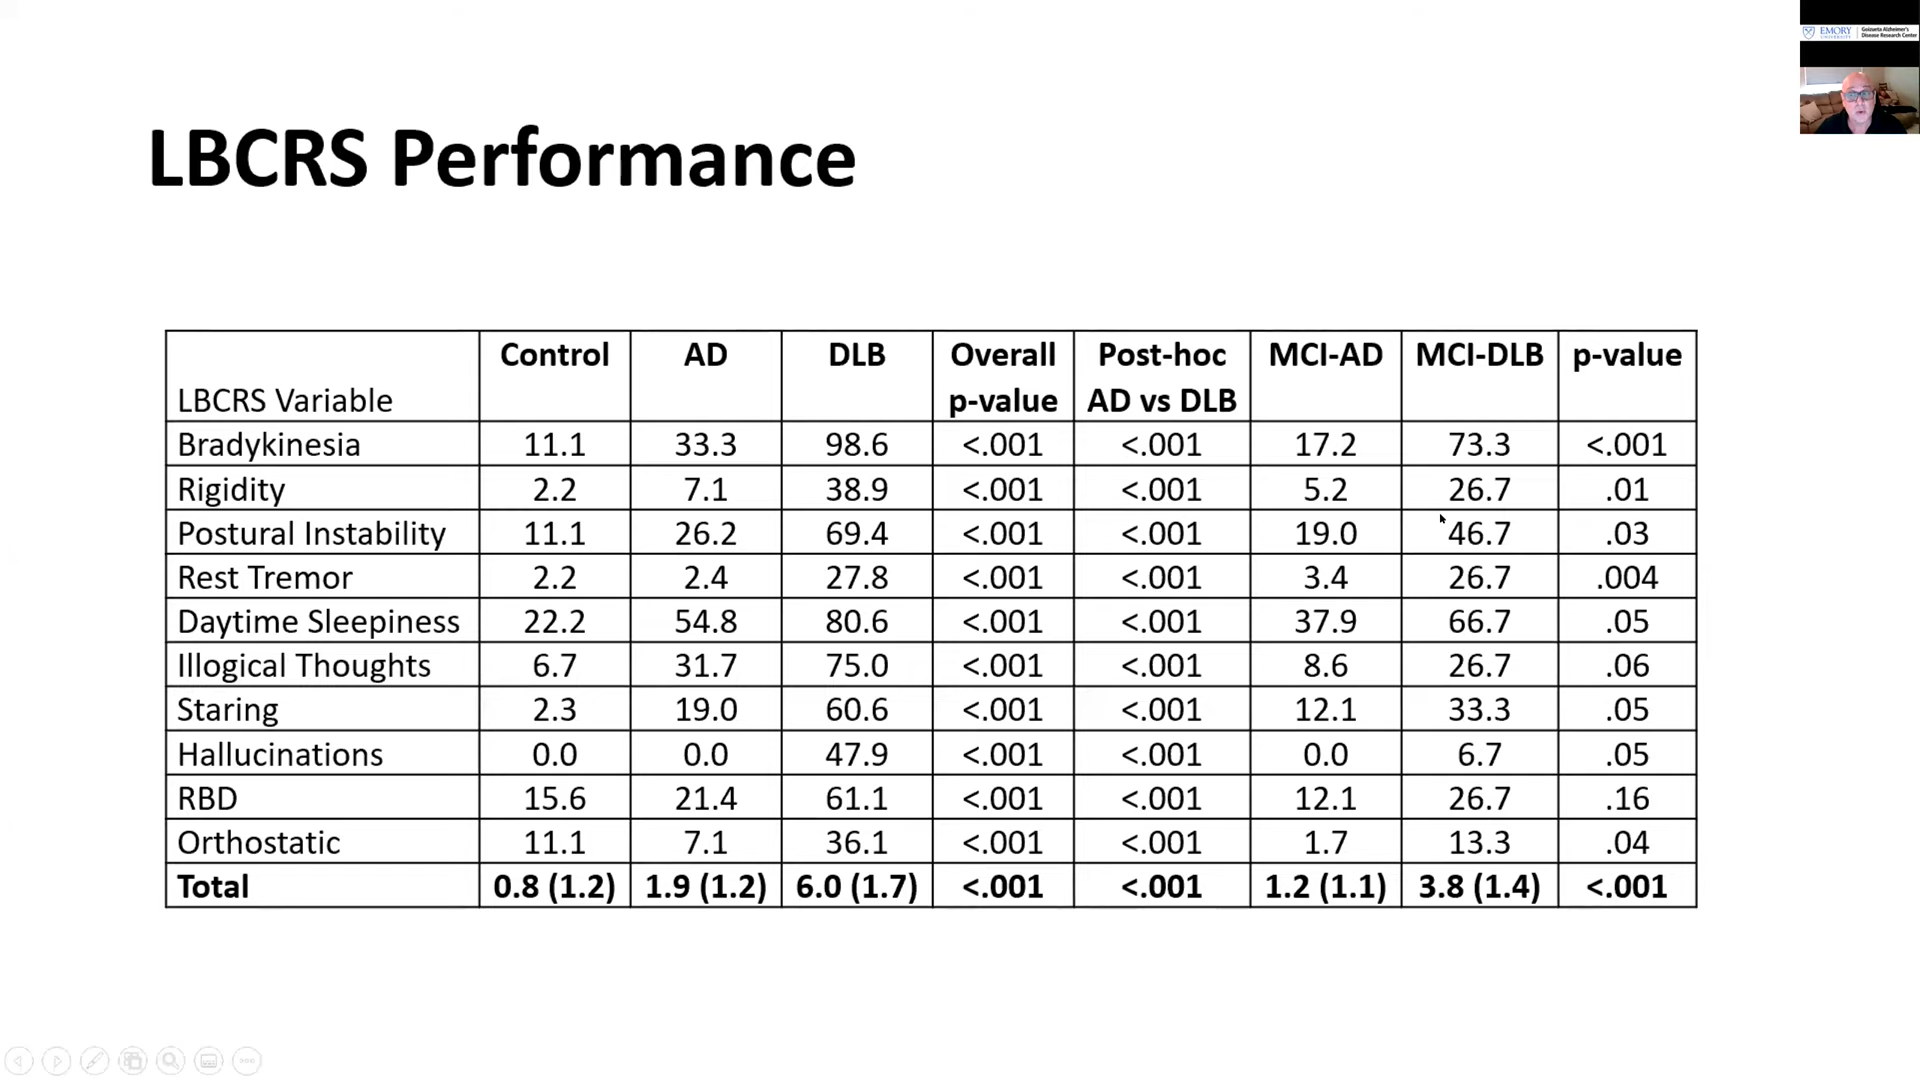 EMORY UNIVERSITY Goizueta Alzheimer's
Disease Research Center
LBCRS Performance
LBCRS Variable Control AD DLB Overall p-value Post-hoc AD vs DLB MCI-AD MCI-DLB p-value
Bradykinesia 11.1 33.3 98.6 <.001 <.001 17.2 73.3 <.001
Rigidity 2.2 7.1 38.9 <.001 <.001 5.2 26.7 .01
Postural Instability 11.1 26.2 69.4 <.001 <.001 19.0 46.7 .03
Rest Tremor 2.2 2.4 27.8 <.001 <.001 3.4 26.7 .004
Daytime Sleepiness 22.2 54.8 80.6 <.001 <.001 37.9 66.7 .05
Illogical Thoughts 6.7 31.7 75.0 <.001 <.001 8.6 26.7 .06
Staring 2.3 19.0 60.6 <.001 <.001 12.1 33.3 .05
Hallucinations 0.0 0.0 47.9 <.001 <.001 0.0 6.7 .05
RBD 15.6 21.4 61.1 <.001 <.001 12.1 26.7 .16
Orthostatic 11.1 7.1 36.1 <.001 <.001 1.7 13.3 .04
Total 0.8 (1.2) 1.9 (1.2) 6.0 (1.7) <.001 <.001 1.2 (1.1) 3.8 (1.4) <.001